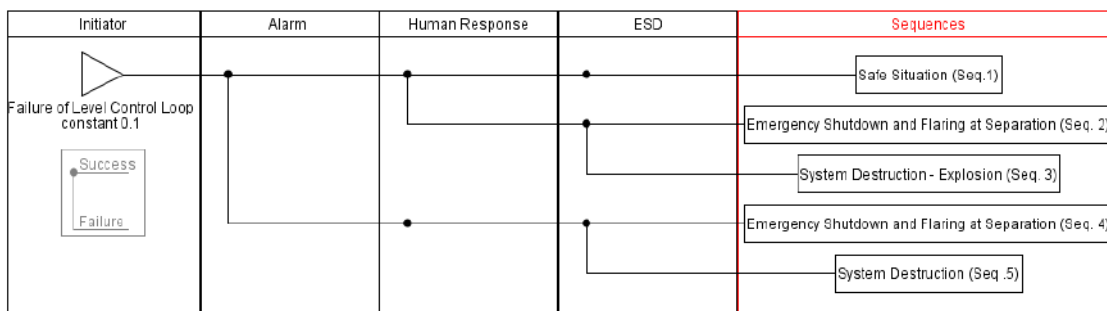 Initiator
Alarm
Human Response
ESD
Sequences
Failure of Level Control Loop
constant 0.1
Success
Failure
Safe Situation (Seq.1)
Emergency Shutdown and Flaring at Separation (Seq. 2)
System Destruction - Explosion (Seq. 3)
Emergency Shutdown and Flaring at Separation (Seq. 4)
System Destruction (Seq .5)